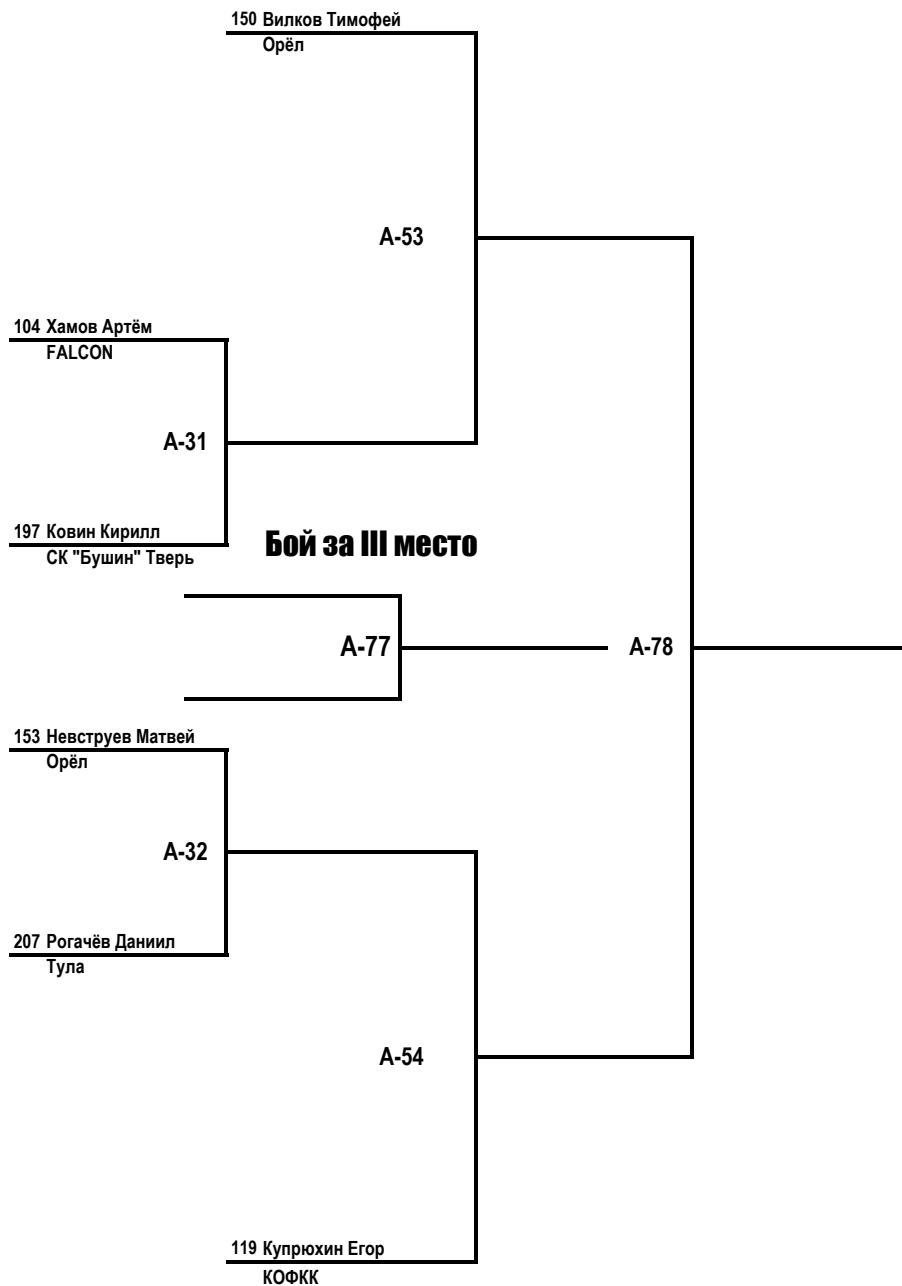 150 Вилков Тимофей
Орёл
А-53
104 Хамов Артём
FALCON
А-31
197 Ковин Кирилл
СК "Бушин" Тверь
Бой за III место
А-77
А-78
153 Невструев Матвей
Орёл
А-32
207 Рогачёв Даниил
Тула
А-54
119 Купрюхин Егор
КОФКК